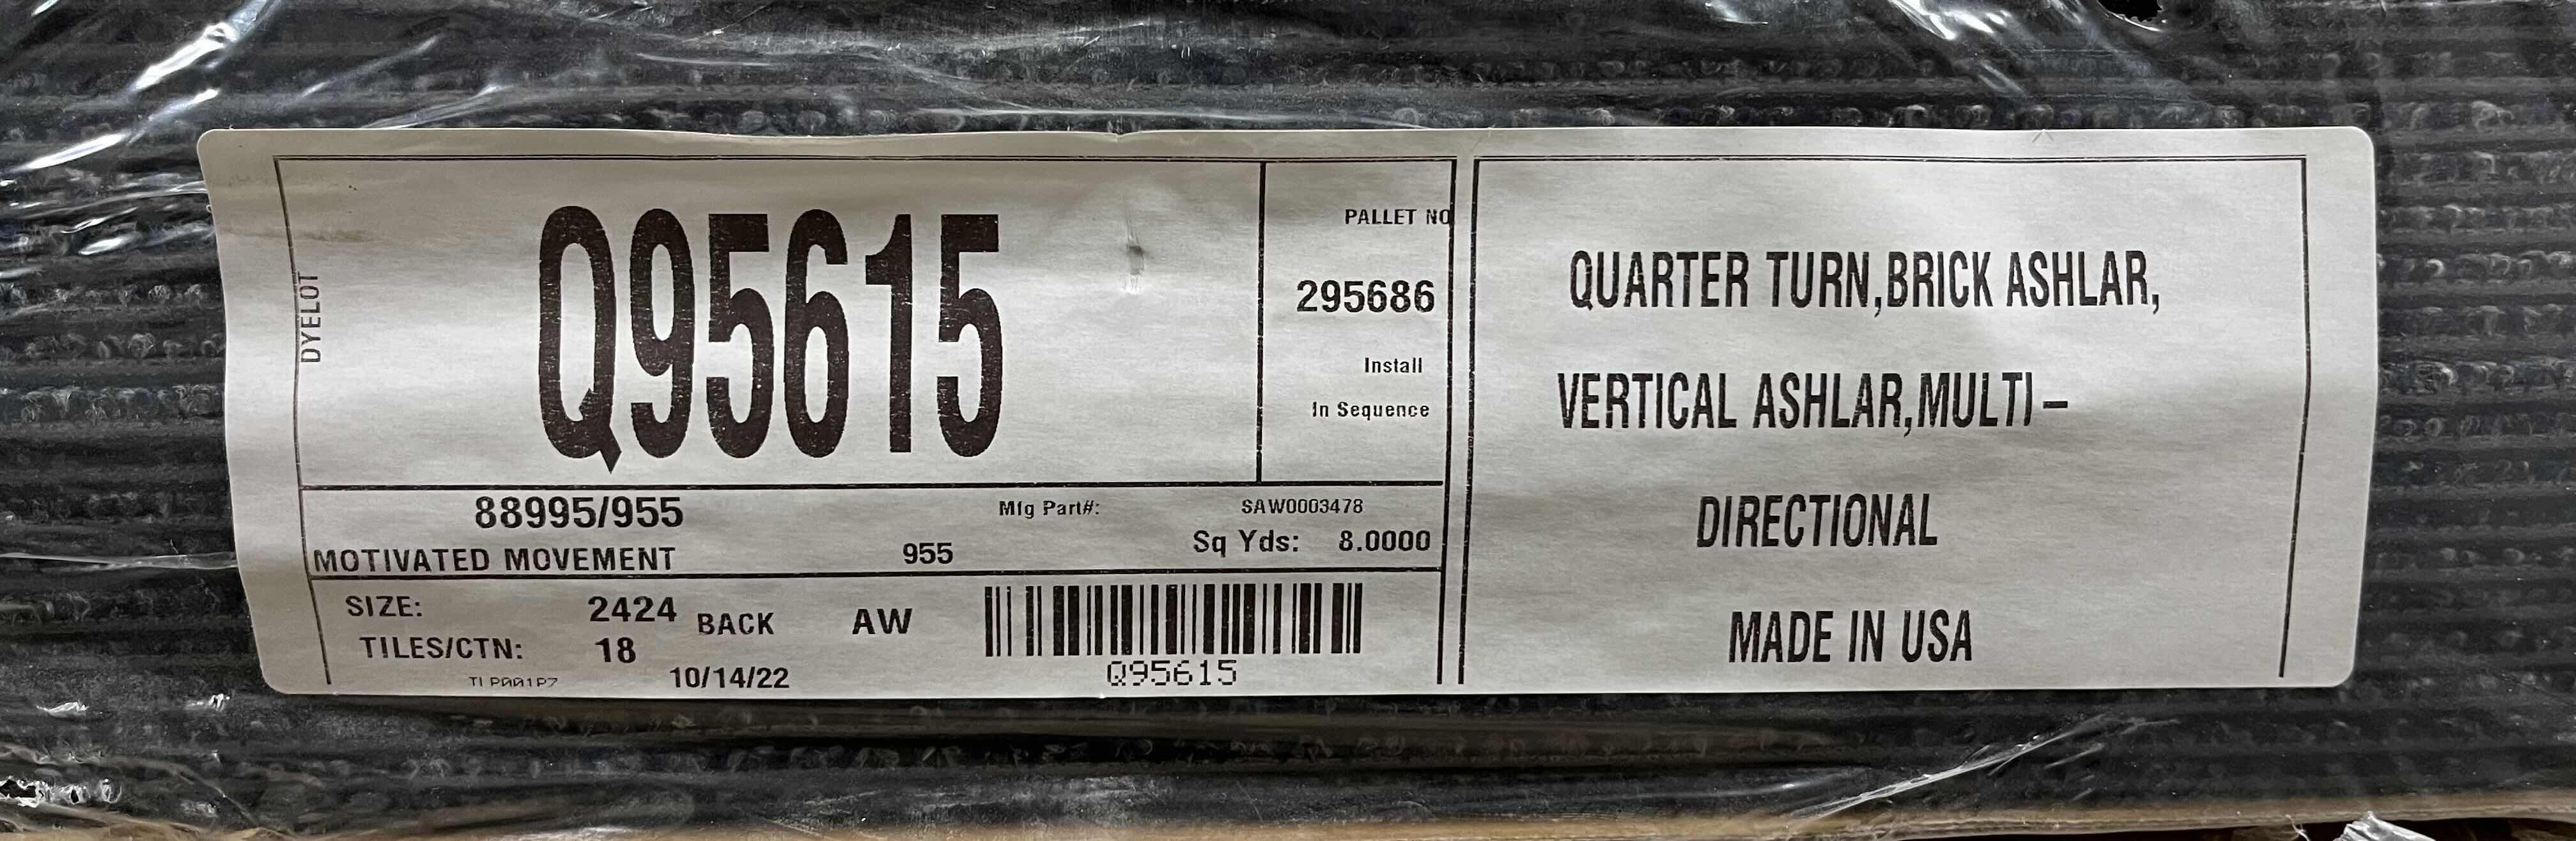 DYELOT
Q95615
PALLET NO
295686
Install
In Sequence
88995/955
Mfg Part#: SAW0003478
MOTIVATED MOVEMENT 955
Sq Yds: 8.0000
SIZE: 2424 BACK AW
TILES/CTN: 18
10/14/22
Q95615
QUARTER TURN,BRICK ASHLAR,
VERTICAL ASHLAR,MULTI-
DIRECTIONAL
MADE IN USA